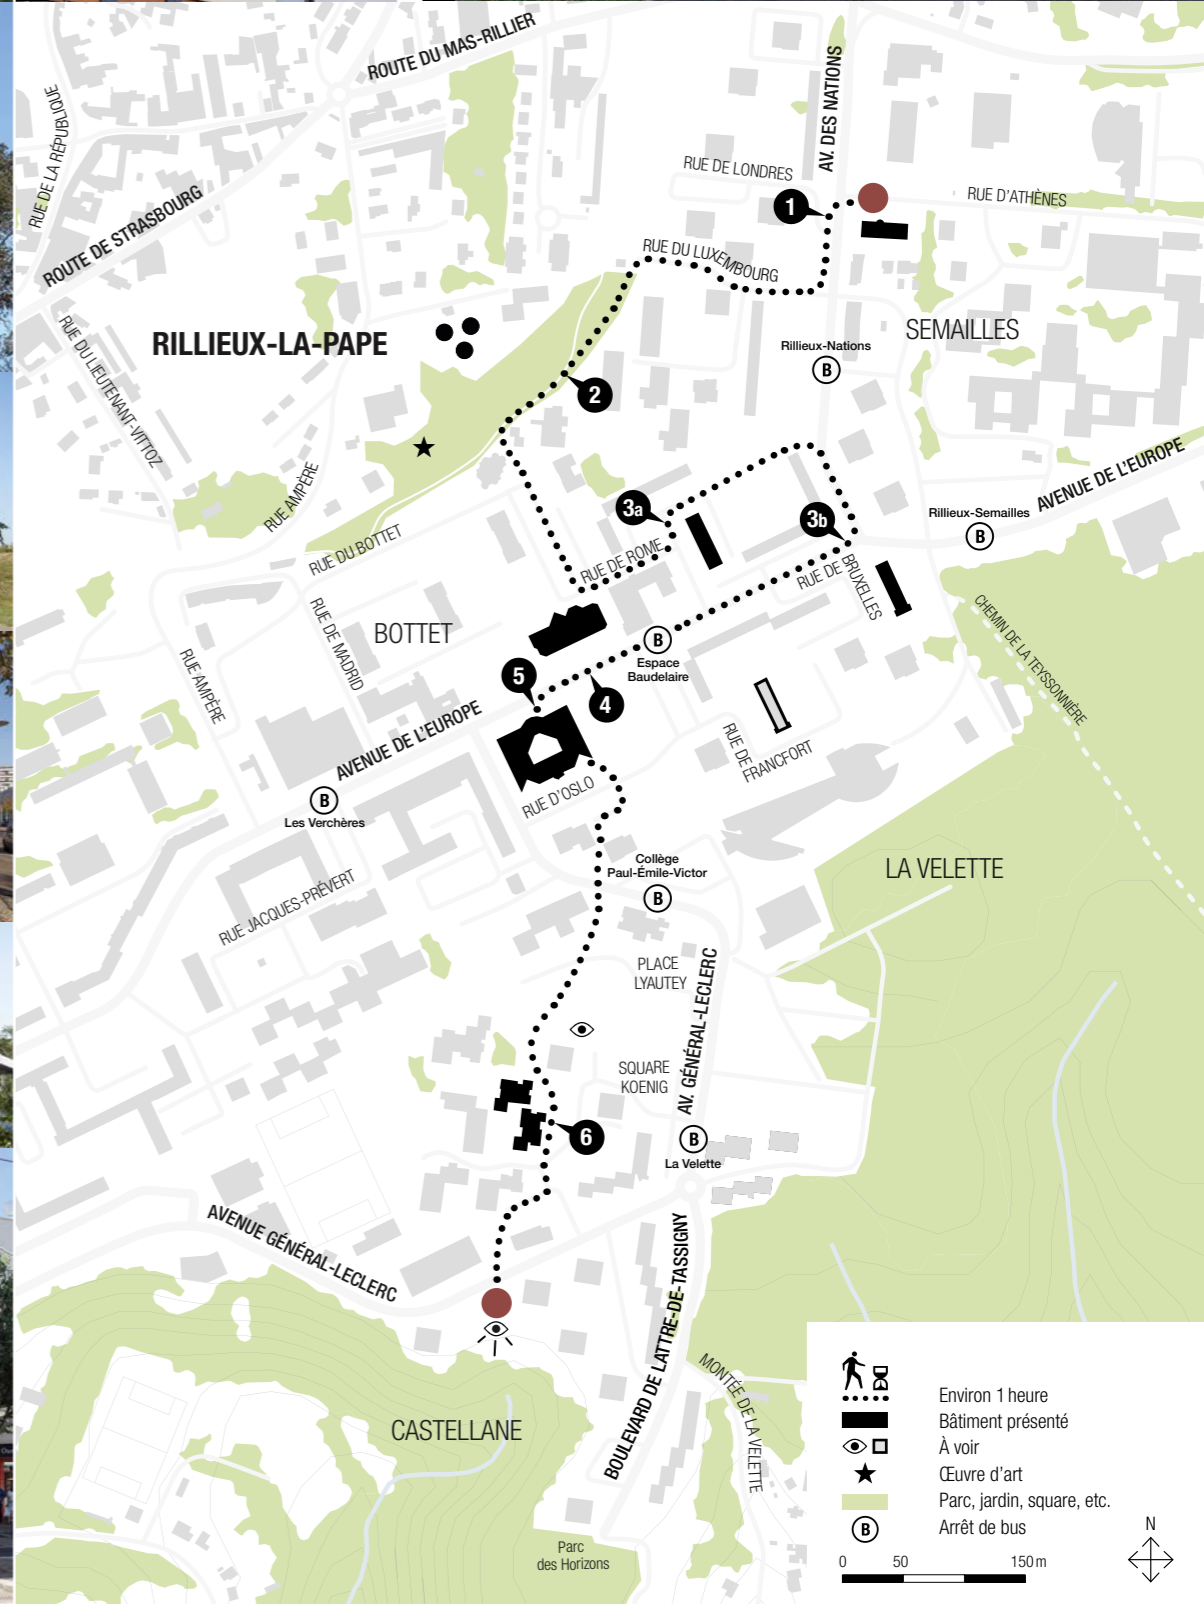 ROUTE DU MAS-RILLIER
AV. DES NATIONS
RUE DE LA RÉPUBLIQUE
RUE DE LONDRES
RUE D'ATHÈNES
1
ROUTE DE STRASBOURG
RUE DU LUXEMBOURG
SEMAILLES
RILLIEUX-LA-PAPE
Rillieux-Nations
B
RUE DU LIEUTENANT-VITTOZ
2
AVENUE DE L'EUROPE
RUE AMPÈRE
3a
3b
Rillieux-Semailles
B
RUE DU BOTTET
RUE DE ROME
RUE DE
BRUXELLES
CHEMIN DE LA TEYSSONNIÈRE
RUE DE MADRID
BOTTET
B
Espace
Baudelaire
RUE AMPÈRE
5
4
AVENUE DE L'EUROPE
RUE DE
FRANCFORT
RUE D'OSLO
B
Les Verchères
Collège
Paul-Émile-Victor
B
LA VELETTE
RUE JACQUES-PRÉVERT
PLACE
LYAUTEY
AV. GÉNÉRAL-LECLERC
SQUARE
KOENIG
6
B
La Velette
AVENUE GÉNÉRAL-LECLERC
BOULEVARD DE LATTRE-DE-TASSIGNY
MONTÉE DE LA VELETTE
CASTELLANE
Parc
des Horizons
Environ 1 heure
Bâtiment présenté
À voir
Œuvre d'art
Parc, jardin, square, etc.
B Arrêt de bus
N
0 50 150 m